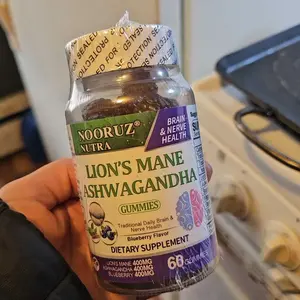 SEALED FOR
PROTECTION
NOORUZ®
NUTRA
BRAIN
& NERVE
HEALTH
LION'S MANE
ASHWAGANDHA
GUMMIES
Traditional Daily Brain &
Nerve Health
Blueberry Flavor
DIETARY SUPPLEMENT
LION'S MANE 400MG
ASHWAGANDHA 400MG
BLUEBERRY 400MG
60 GUMMIES